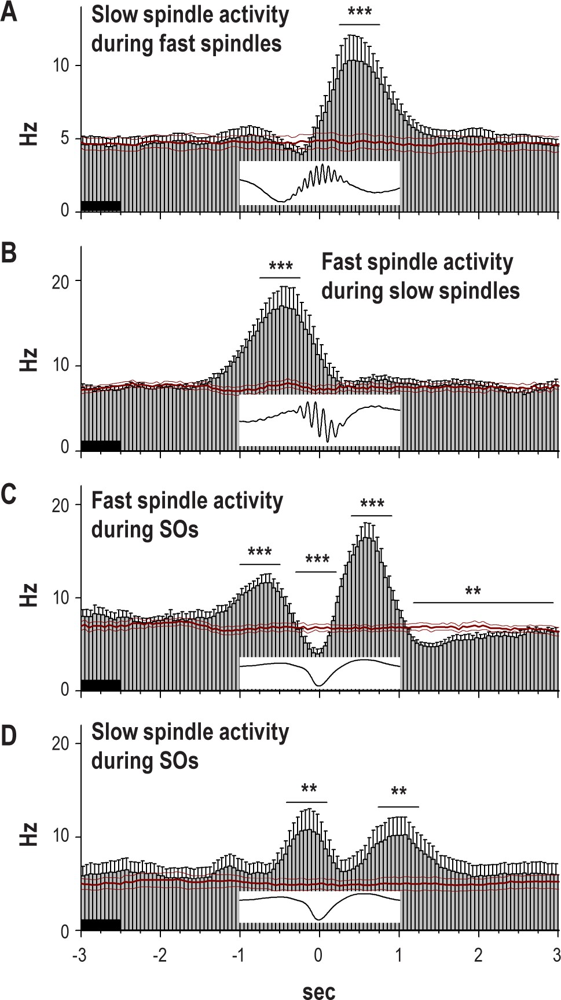 A
Slow spindle activity
during fast spindles
***
10
5
0
Hz
B
Fast spindle activity
during slow spindles
***
20
10
0
Hz
C
Fast spindle activity
during SOs
***
***
***
**
20
10
0
Hz
D
Slow spindle activity
during SOs
**
**
20
10
0
Hz
-3 -2 -1 0 1 2 3
sec